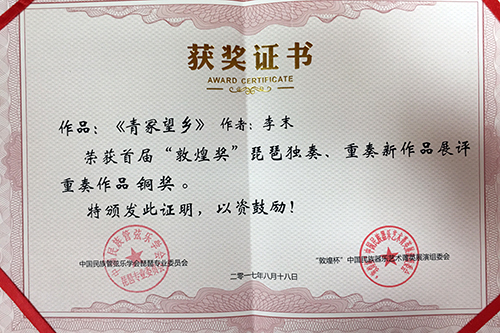 获奖证书
AWARD CERTIFICATE
作品：《青冢望乡》 作者：李末
荣获首届“敦煌奖”琵琶独奏、重奏新作品展评
重奏作品 铜奖。
特颁发此证明，以资鼓励！
中国民族管弦乐学会琵琶专业委员会
“敦煌杯”中国民族器乐艺术菁英展演组委会
二零一七年八月十八日